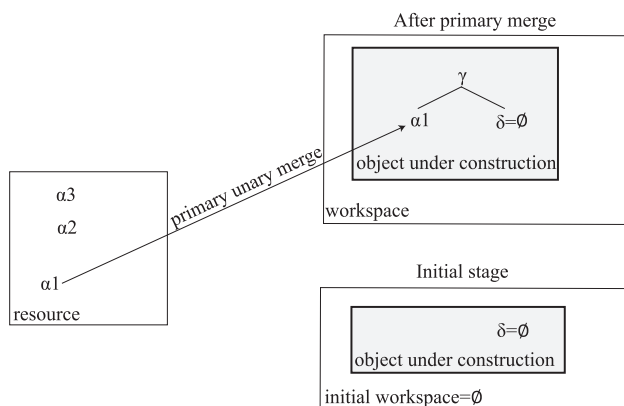 After primary merge
γ
α1
δ=∅
object under construction
workspace
primary unary merge
α3
α2
α1
resource
Initial stage
δ=∅
object under construction
initial workspace=∅